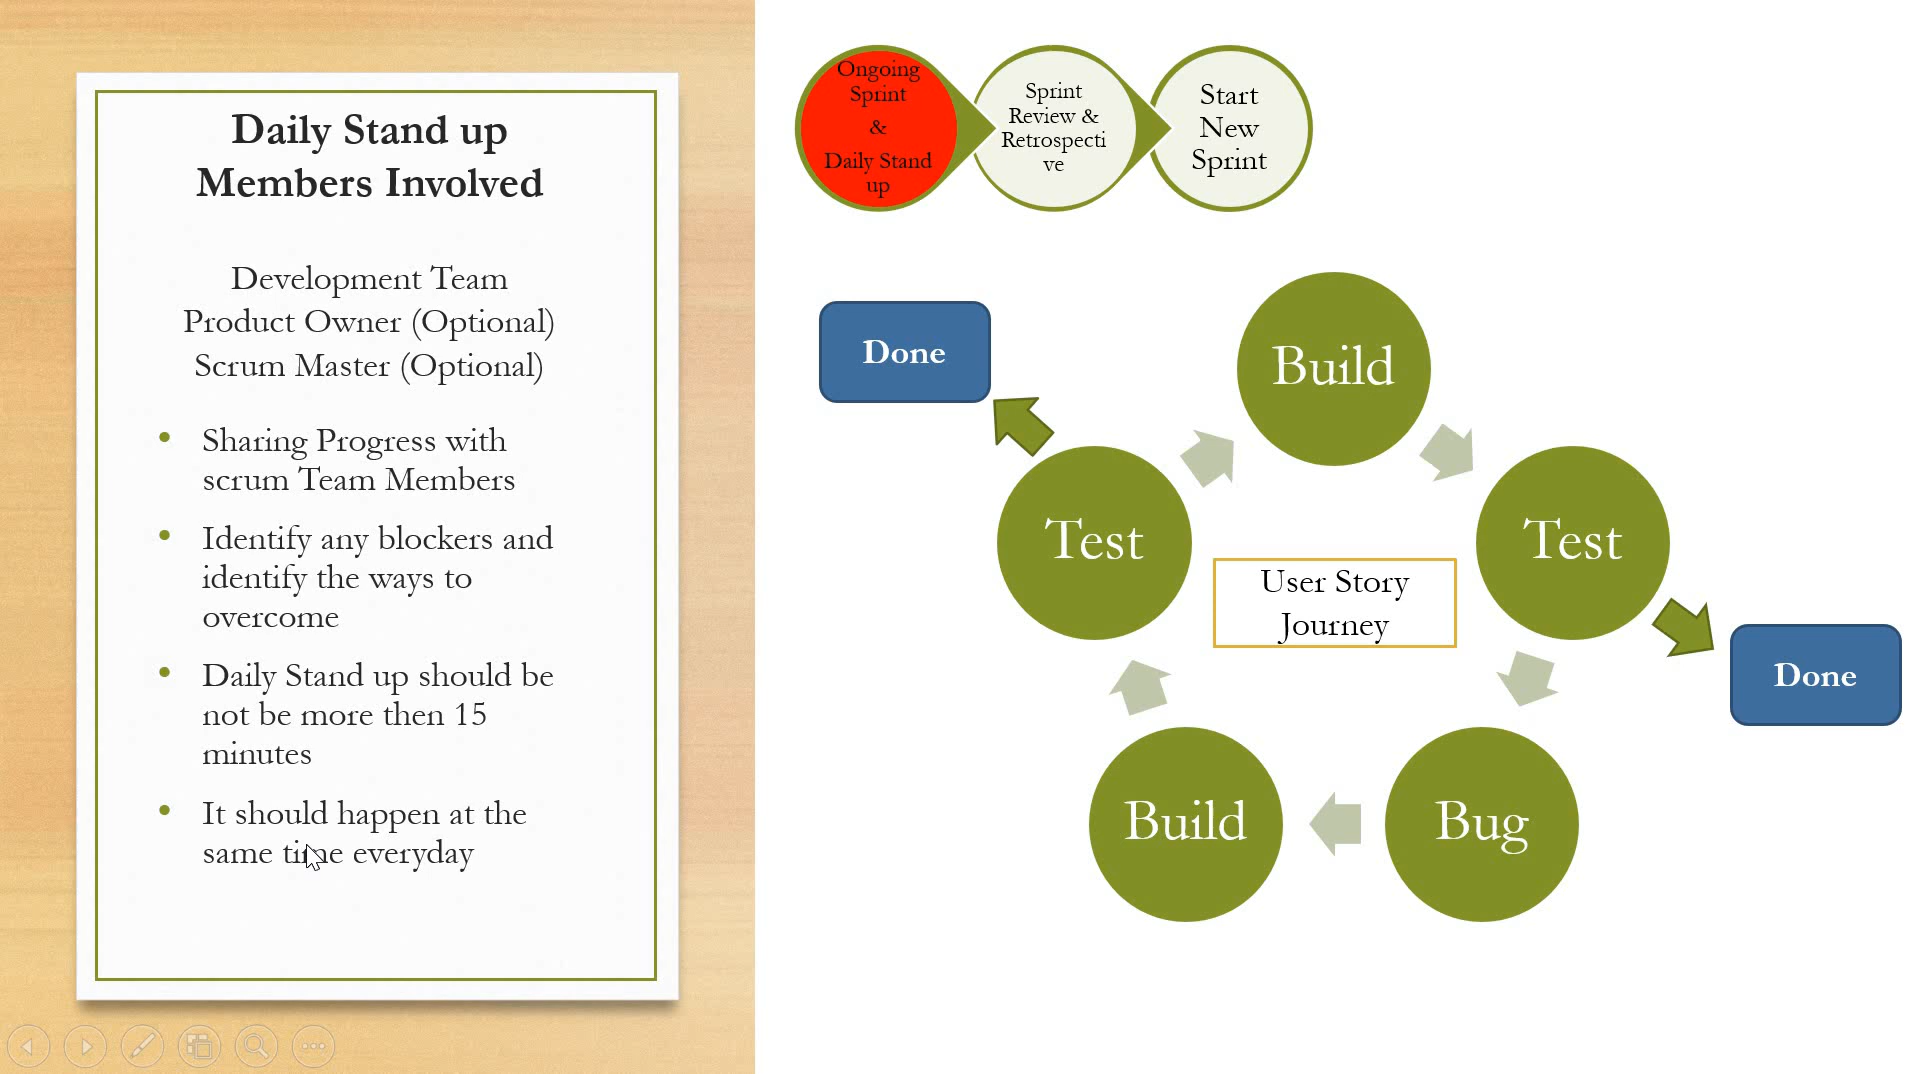 Daily Stand up
Members Involved
Development Team
Product Owner (Optional)
Scrum Master (Optional)
• Sharing Progress with
scrum Team Members
• Identify any blockers and
identify the ways to
overcome
• Daily Stand up should be
not be more then 15
minutes
• It should happen at the
same time everyday
Ongoing
Sprint
&
Daily Stand
up
Sprint
Review &
Retrospecti
ve
Start
New
Sprint
Build
Test
Done
Bug
Build
Test
Done
User Story
Journey